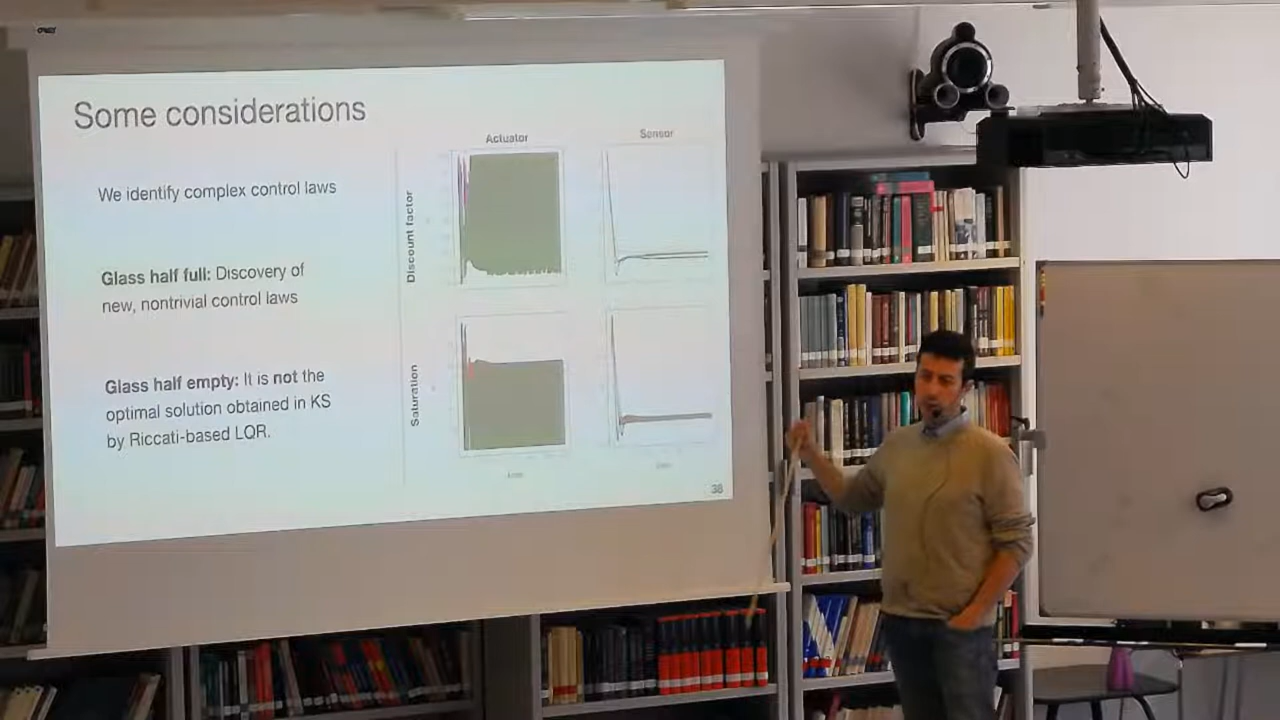 Some considerations
We identify complex control laws
Glass half full: Discovery of
new, nontrivial control laws
Glass half empty: It is not the
optimal solution obtained in KS
by Riccati-based LQR.
Actuator
Sensor
Discount factor
Saturation
38